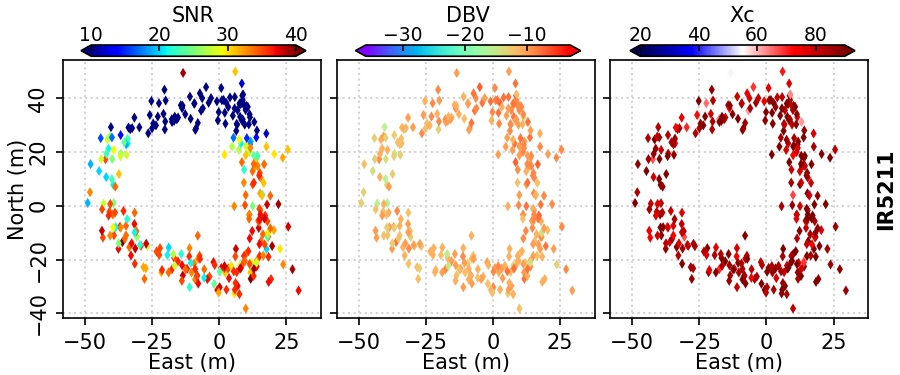 SNR DBV Xc
10 20 30 40 −30 −20 −10 20 40 60 80
North (m)
40
20
0
−20
−40
−50 −25 0 25 −50 −25 0 25 −50 −25 0 25
East (m) East (m) East (m)
IR5211